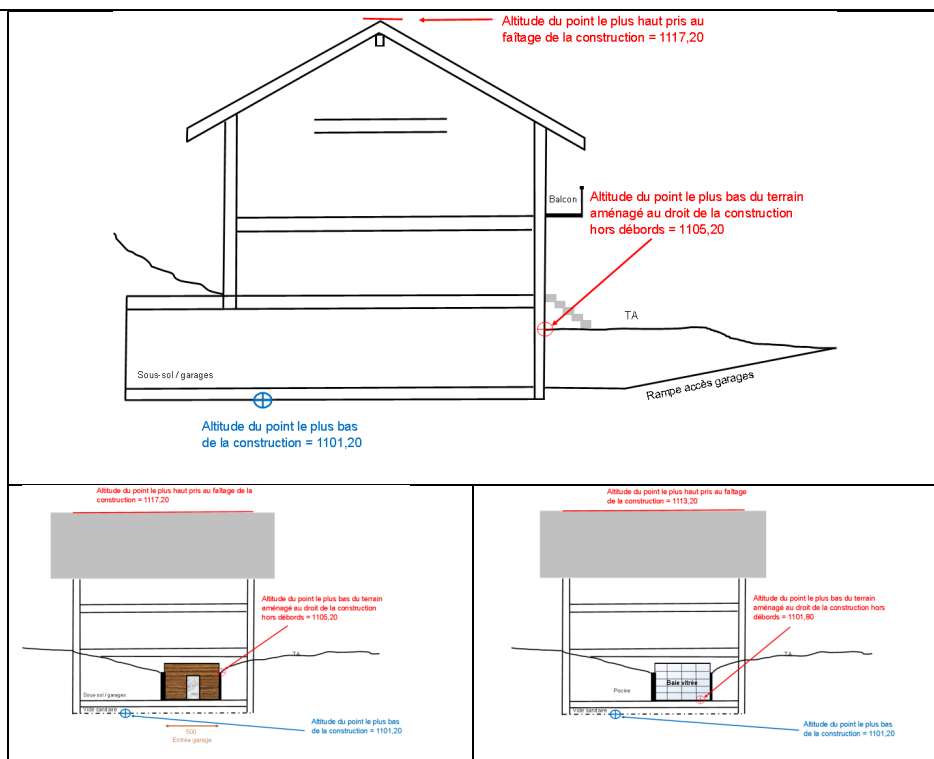 Altitude du point le plus haut pris au
faîtage de la construction = 1117,20
Balcon
Altitude du point le plus bas du terrain
aménagé au droit de la construction
hors débords = 1105,20
TA
Sous-sol / garages
Rampe accès garages
Altitude du point le plus bas
de la construction = 1101,20
Altitude du point le plus haut pris au faîtage de la
construction = 1117,20
Altitude du point le plus bas du terrain
aménagé au droit de la construction
hors débords = 1105,20
TA
Sous-sol / garages
Vide sanitaire
500
Entrée garage
Altitude du point le plus bas
de la construction = 1101,20
Altitude du point le plus haut pris au faîtage
de la construction = 1113,20
Altitude du point le plus bas du terrain
aménagé au droit de la construction hors
débords = 1101,80
TA
Baie vitrée
Piscine
Vide sanitaire
Altitude du point le plus bas
de la construction = 1101,20